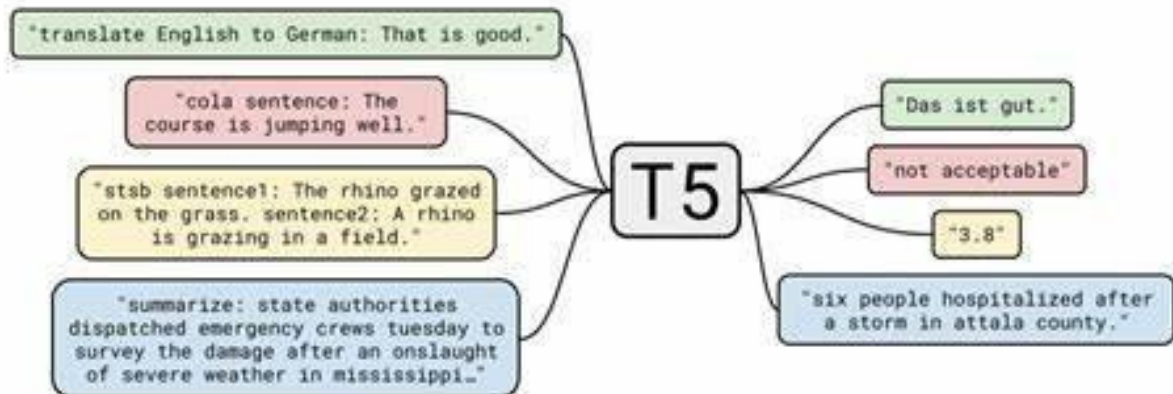 "translate English to German: That is good."
"cola sentence: The
course is jumping well."
"stsb sentence1: The rhino grazed
on the grass. sentence2: A rhino
is grazing in a field."
"summarize: state authorities
dispatched emergency crews tuesday to
survey the damage after an onslaught
of severe weather in mississippi…"
T5
"Das ist gut."
"not acceptable"
"3.8"
"six people hospitalized after
a storm in attala county."